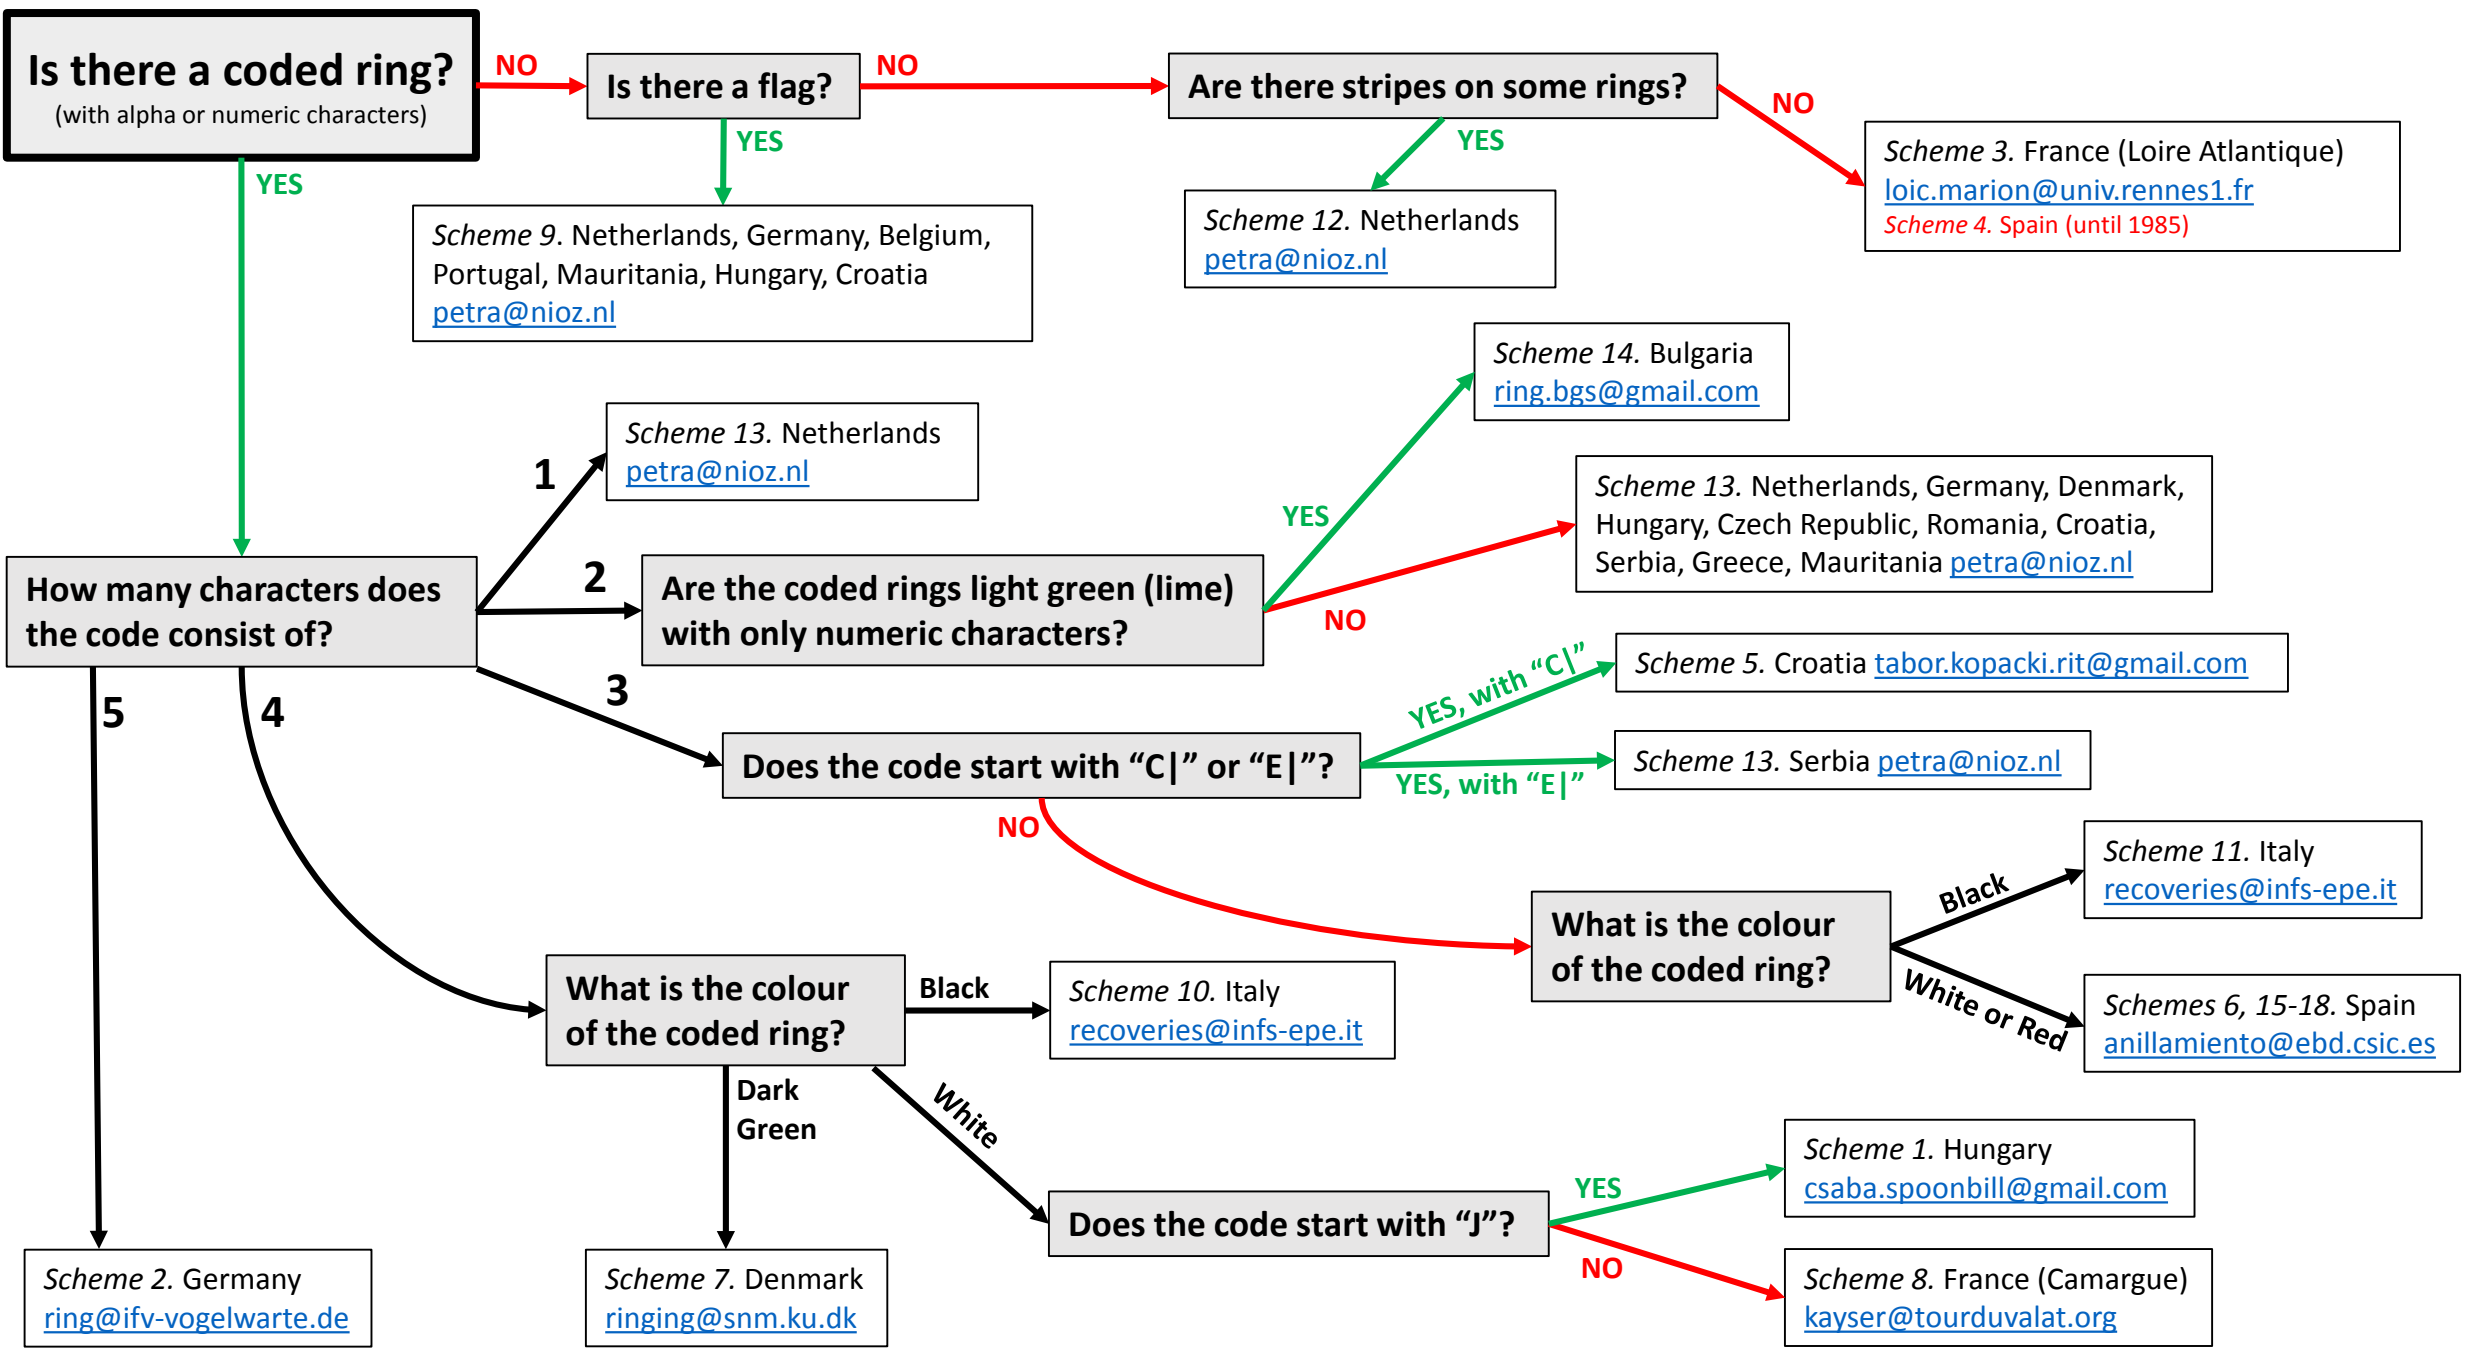 Is there a coded ring?
(with alpha or numeric characters)
NO
Is there a flag?
NO
Are there stripes on some rings?
NO
YES
YES
YES
Scheme 3. France (Loire Atlantique)
loic.marion@univ.rennes1.fr
Scheme 4. Spain (until 1985)
Scheme 9. Netherlands, Germany, Belgium,
Portugal, Mauritania, Hungary, Croatia
petra@nioz.nl
Scheme 12. Netherlands
petra@nioz.nl
Scheme 14. Bulgaria
ring.bgs@gmail.com
Scheme 13. Netherlands
petra@nioz.nl
1
YES
Scheme 13. Netherlands, Germany, Denmark,
Hungary, Czech Republic, Romania, Croatia,
Serbia, Greece, Mauritania petra@nioz.nl
How many characters does
the code consist of?
2
Are the coded rings light green (lime)
with only numeric characters?
NO
5
4
3
YES, with “C|”
Scheme 5. Croatia tabor.kopacki.rit@gmail.com
Does the code start with “C|” or “E|”?
YES, with “E|”
Scheme 13. Serbia petra@nioz.nl
NO
What is the colour
of the coded ring?
Black
Scheme 11. Italy
recoveries@infs-epe.it
White or Red
Schemes 6, 15-18. Spain
anillamiento@ebd.csic.es
What is the colour
of the coded ring?
Black
Scheme 10. Italy
recoveries@infs-epe.it
Dark
Green
White
Does the code start with “J”?
YES
Scheme 1. Hungary
csaba.spoonbill@gmail.com
NO
Scheme 8. France (Camargue)
kayser@tourduvalat.org
Scheme 2. Germany
ring@ifv-vogelwarte.de
Scheme 7. Denmark
ringing@snm.ku.dk